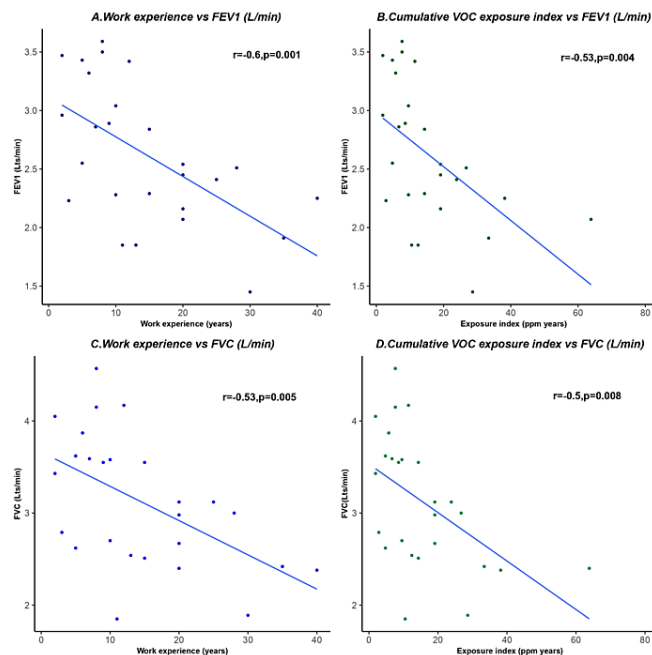 A.Work experience vs FEV1 (L/min)
r=-0.6,p=0.001
FEV1 (Lts/min)
3.5
3.0
2.5
2.0
1.5
0 10 20 30 40
Work experience (years)
B.Cumulative VOC exposure index vs FEV1 (L/min)
r=-0.53,p=0.004
FEV1 (Lts/min)
3.5
3.0
2.5
2.0
1.5
0 20 40 60 80
Exposure index (ppm years)
C.Work experience vs FVC (L/min)
r=-0.53,p=0.005
FVC (Lts/min)
4
3
2
0 10 20 30 40
Work experience (years)
D.Cumulative VOC exposure index vs FVC (L/min)
r=-0.5,p=0.008
FVC(Lts/min)
4
3
2
0 20 40 60 80
Exposure index (ppm years)